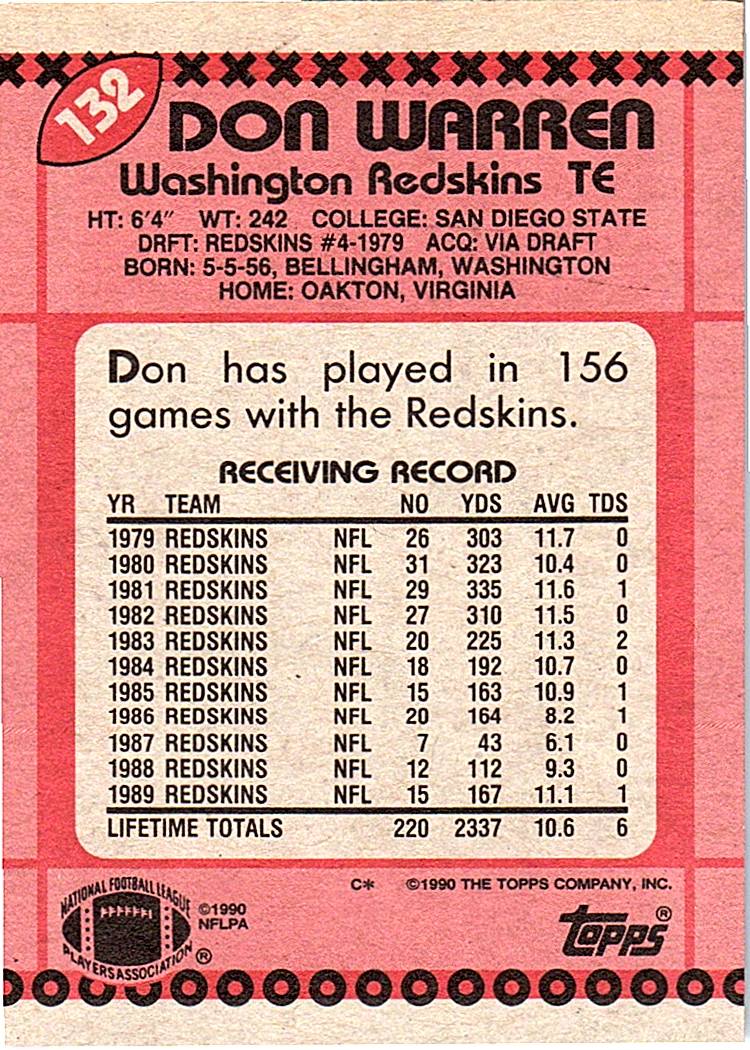 132
DON WARREN
Washington Redskins TE
HT: 6'4" WT: 242 COLLEGE: SAN DIEGO STATE
DRFT: REDSKINS #4-1979 ACQ: VIA DRAFT
BORN: 5-5-56, BELLINGHAM, WASHINGTON
HOME: OAKTON, VIRGINIA
Don has played in 156
games with the Redskins.
RECEIVING RECORD
YR TEAM NO YDS AVG TDS
1979 REDSKINS NFL 26 303 11.7 0
1980 REDSKINS NFL 31 323 10.4 0
1981 REDSKINS NFL 29 335 11.6 1
1982 REDSKINS NFL 27 310 11.5 0
1983 REDSKINS NFL 20 225 11.3 2
1984 REDSKINS NFL 18 192 10.7 0
1985 REDSKINS NFL 15 163 10.9 1
1986 REDSKINS NFL 20 164 8.2 1
1987 REDSKINS NFL 7 43 6.1 0
1988 REDSKINS NFL 12 112 9.3 0
1989 REDSKINS NFL 15 167 11.1 1
LIFETIME TOTALS 220 2337 10.6 6
C* ©1990 THE TOPPS COMPANY, INC.
NATIONAL FOOTBALL LEAGUE
PLAYERS ASSOCIATION ®
©1990
NFLPA
topps ®